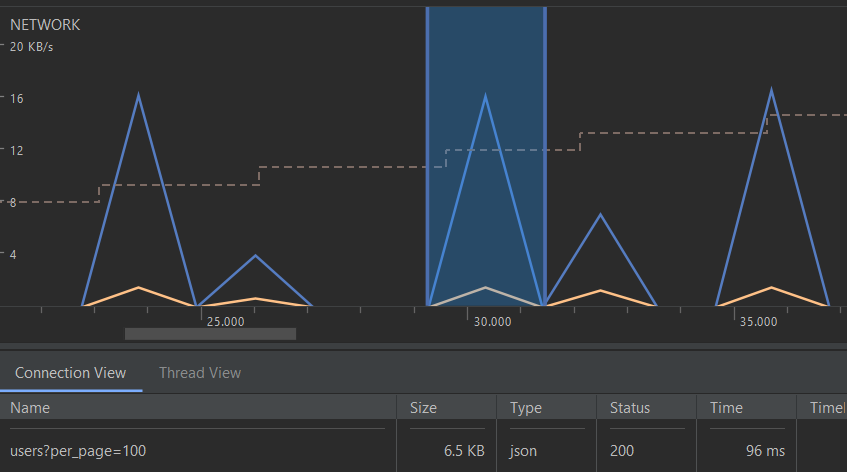 NETWORK
20 KB/s
16
12
8
4
25.000
30.000
35.000
Connection View
Thread View
Name
Size
Type
Status
Time
users?per_page=100
6.5 KB
json
200
96 ms